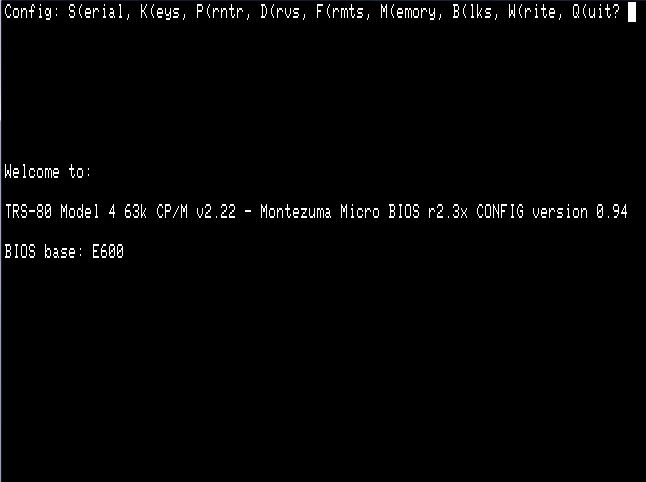 Config: S(erial, K(eys, P(rntr, D(rvs, F(rmts, M(emory, B(lks, W(rite, Q(uit?
Welcome to:
TRS-80 Model 4 63k CP/M v2.22 - Montezuma Micro BIOS r2.3x CONFIG version 0.94
BIOS base: E600